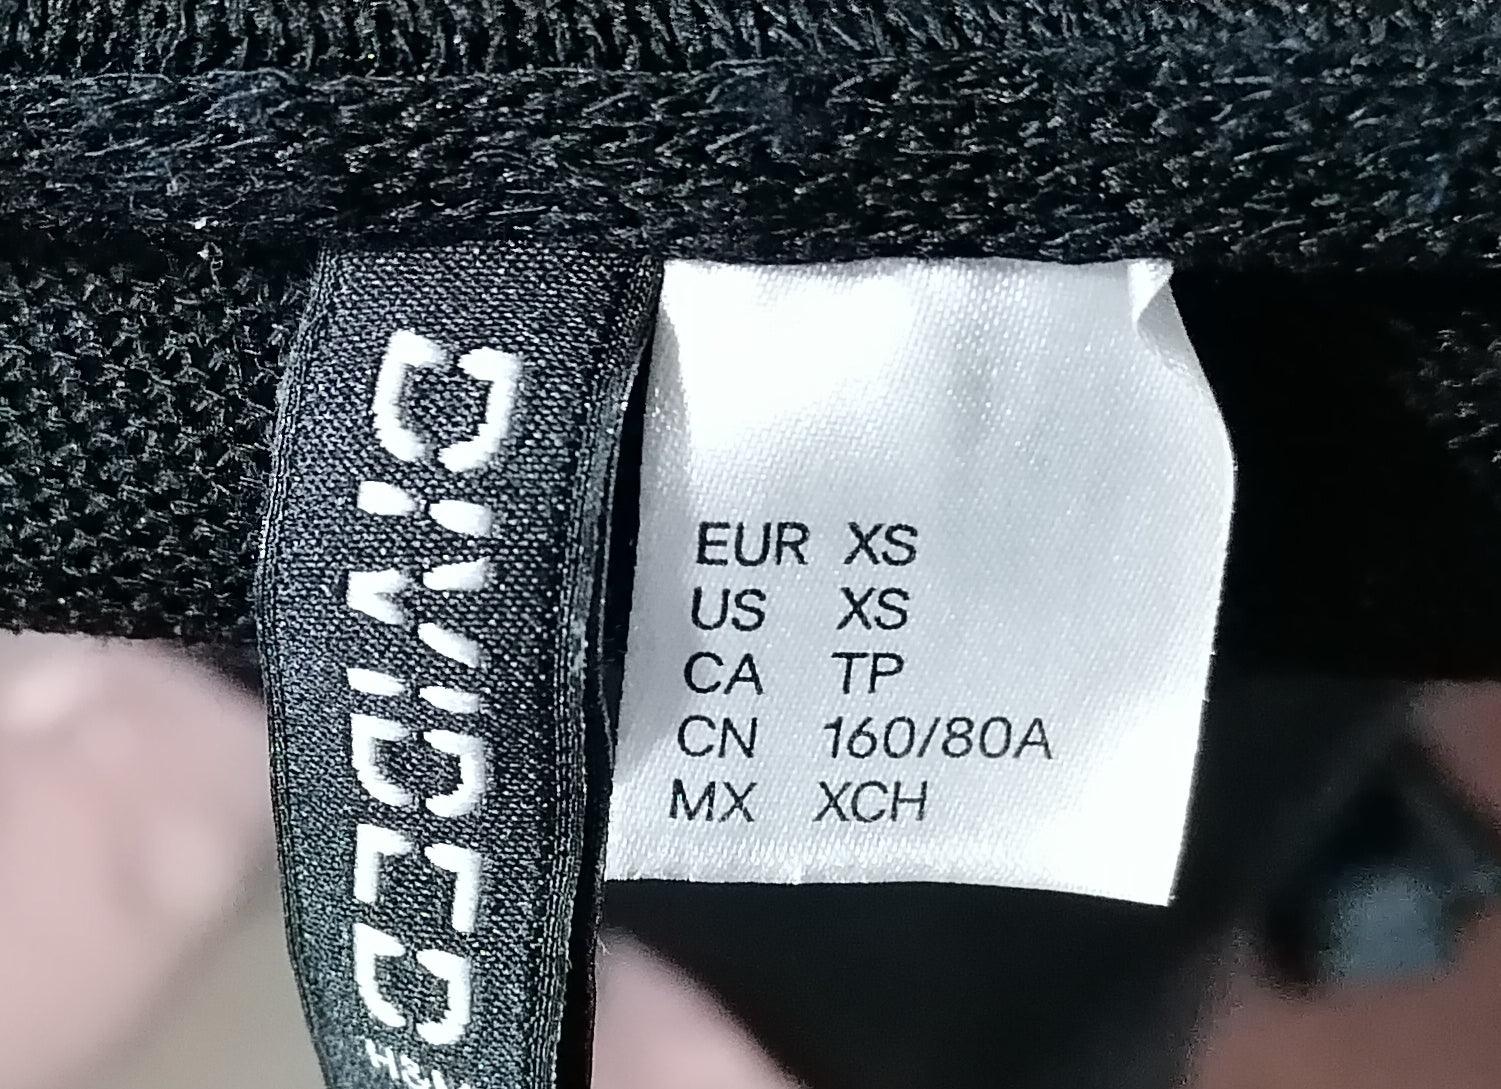 DIVIDED
H&M
EUR XS
US XS
CA TP
CN 160/80A
MX XCH